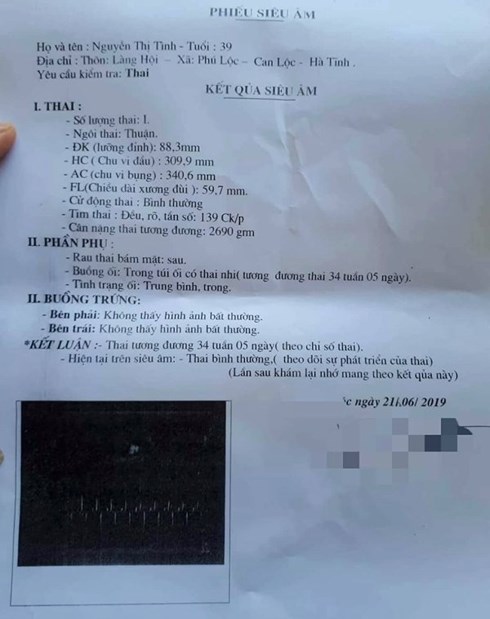 PHIẾU SIÊU ÂM
Họ và tên : Nguyễn Thị Tình - Tuổi : 39
Địa chỉ : Thôn: Làng Hội – Xã: Phú Lộc – Can Lộc - Hà Tĩnh .
Yêu cầu kiểm tra: Thai
KẾT QỦA SIÊU ÂM
I. THAI :
- Số lượng thai: 1.
- Ngôi thai: Thuận.
- ĐK (lưỡng đỉnh): 88,3mm
- HC ( Chu vi đầu) : 309,9 mm
- AC (chu vi bụng) : 340,6 mm
- FL(Chiều dài xương đùi ): 59,7 mm.
- Cử động thai : Bình thường
- Tim thai : Đều, rõ, tần số: 139 Ck/p
- Cân nặng thai tương đương: 2690 grm
II. PHẦN PHỤ :
- Rau thai bám mặt: sau.
- Buồng ối: Trong túi ối có thai nhi( tương đương thai 34 tuần 05 ngày).
- Tình trạng ối: Trung bình, trong.
II. BUỒNG TRỨNG:
- Bên phải: Không thấy hình ảnh bất thường.
- Bên trái: Không thấy hình ảnh bất thường.
*KẾT LUẬN :- Thai tương đương 34 tuần 05 ngày( theo chỉ số thai).
- Hiện tại trên siêu âm: - Thai bình thường,( theo dõi sự phát triển của thai)
(Lần sau khám lại nhớ mang theo kết qủa này)
ngày 21/,06/ 2019